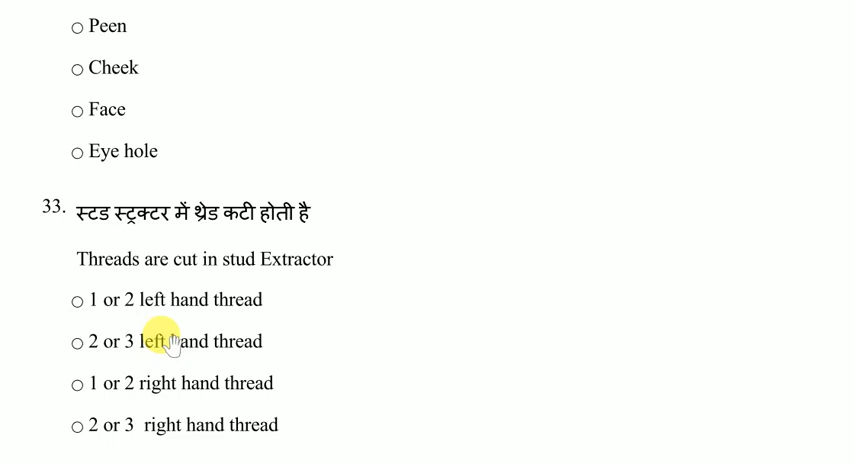 Peen
Cheek
Face
Eye hole
33. स्टड स्ट्रक्टर में थ्रेड कटी होती है
Threads are cut in stud Extractor
1 or 2 left hand thread
2 or 3 left hand thread
1 or 2 right hand thread
2 or 3 right hand thread